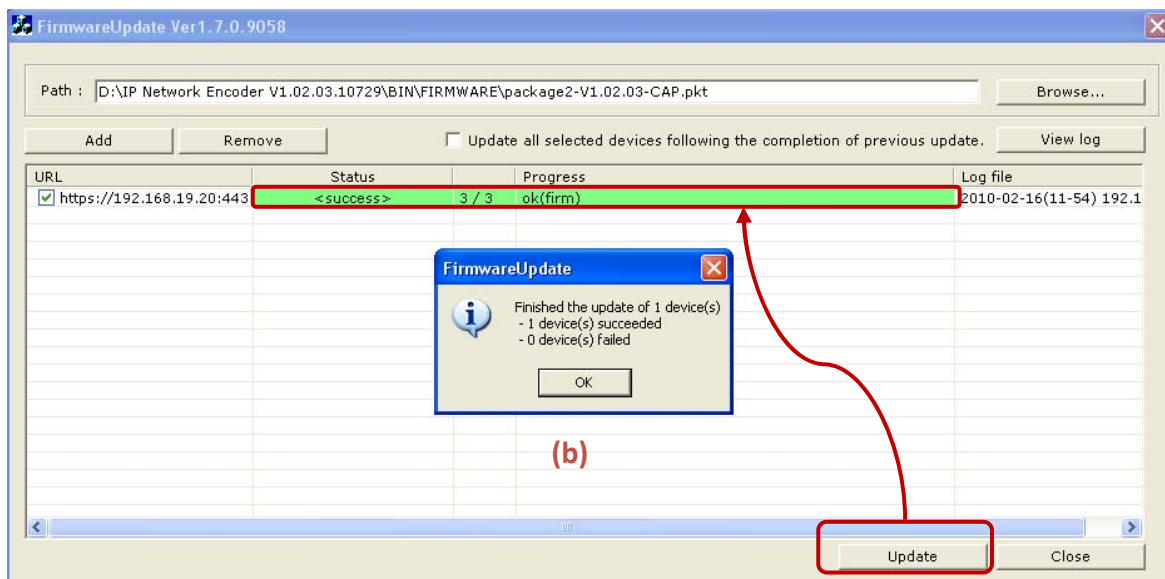 FirmwareUpdate Ver1.7.0.9058
Path : D:\IP Network Encoder V1.02.03.10729\BIN\FIRMWARE\package2-V1.02.03-CAP.pkt Browse...
Add Remove Update all selected devices following the completion of previous update. View log
URL Status Progress Log file
https://192.168.19.20:443 <success> 3 / 3 ok(firm) 2010-02-16(11-54) 192.1
FirmwareUpdate
Finished the update of 1 device(s)
- 1 device(s) succeeded
- 0 device(s) failed
OK
(b)
Update Close